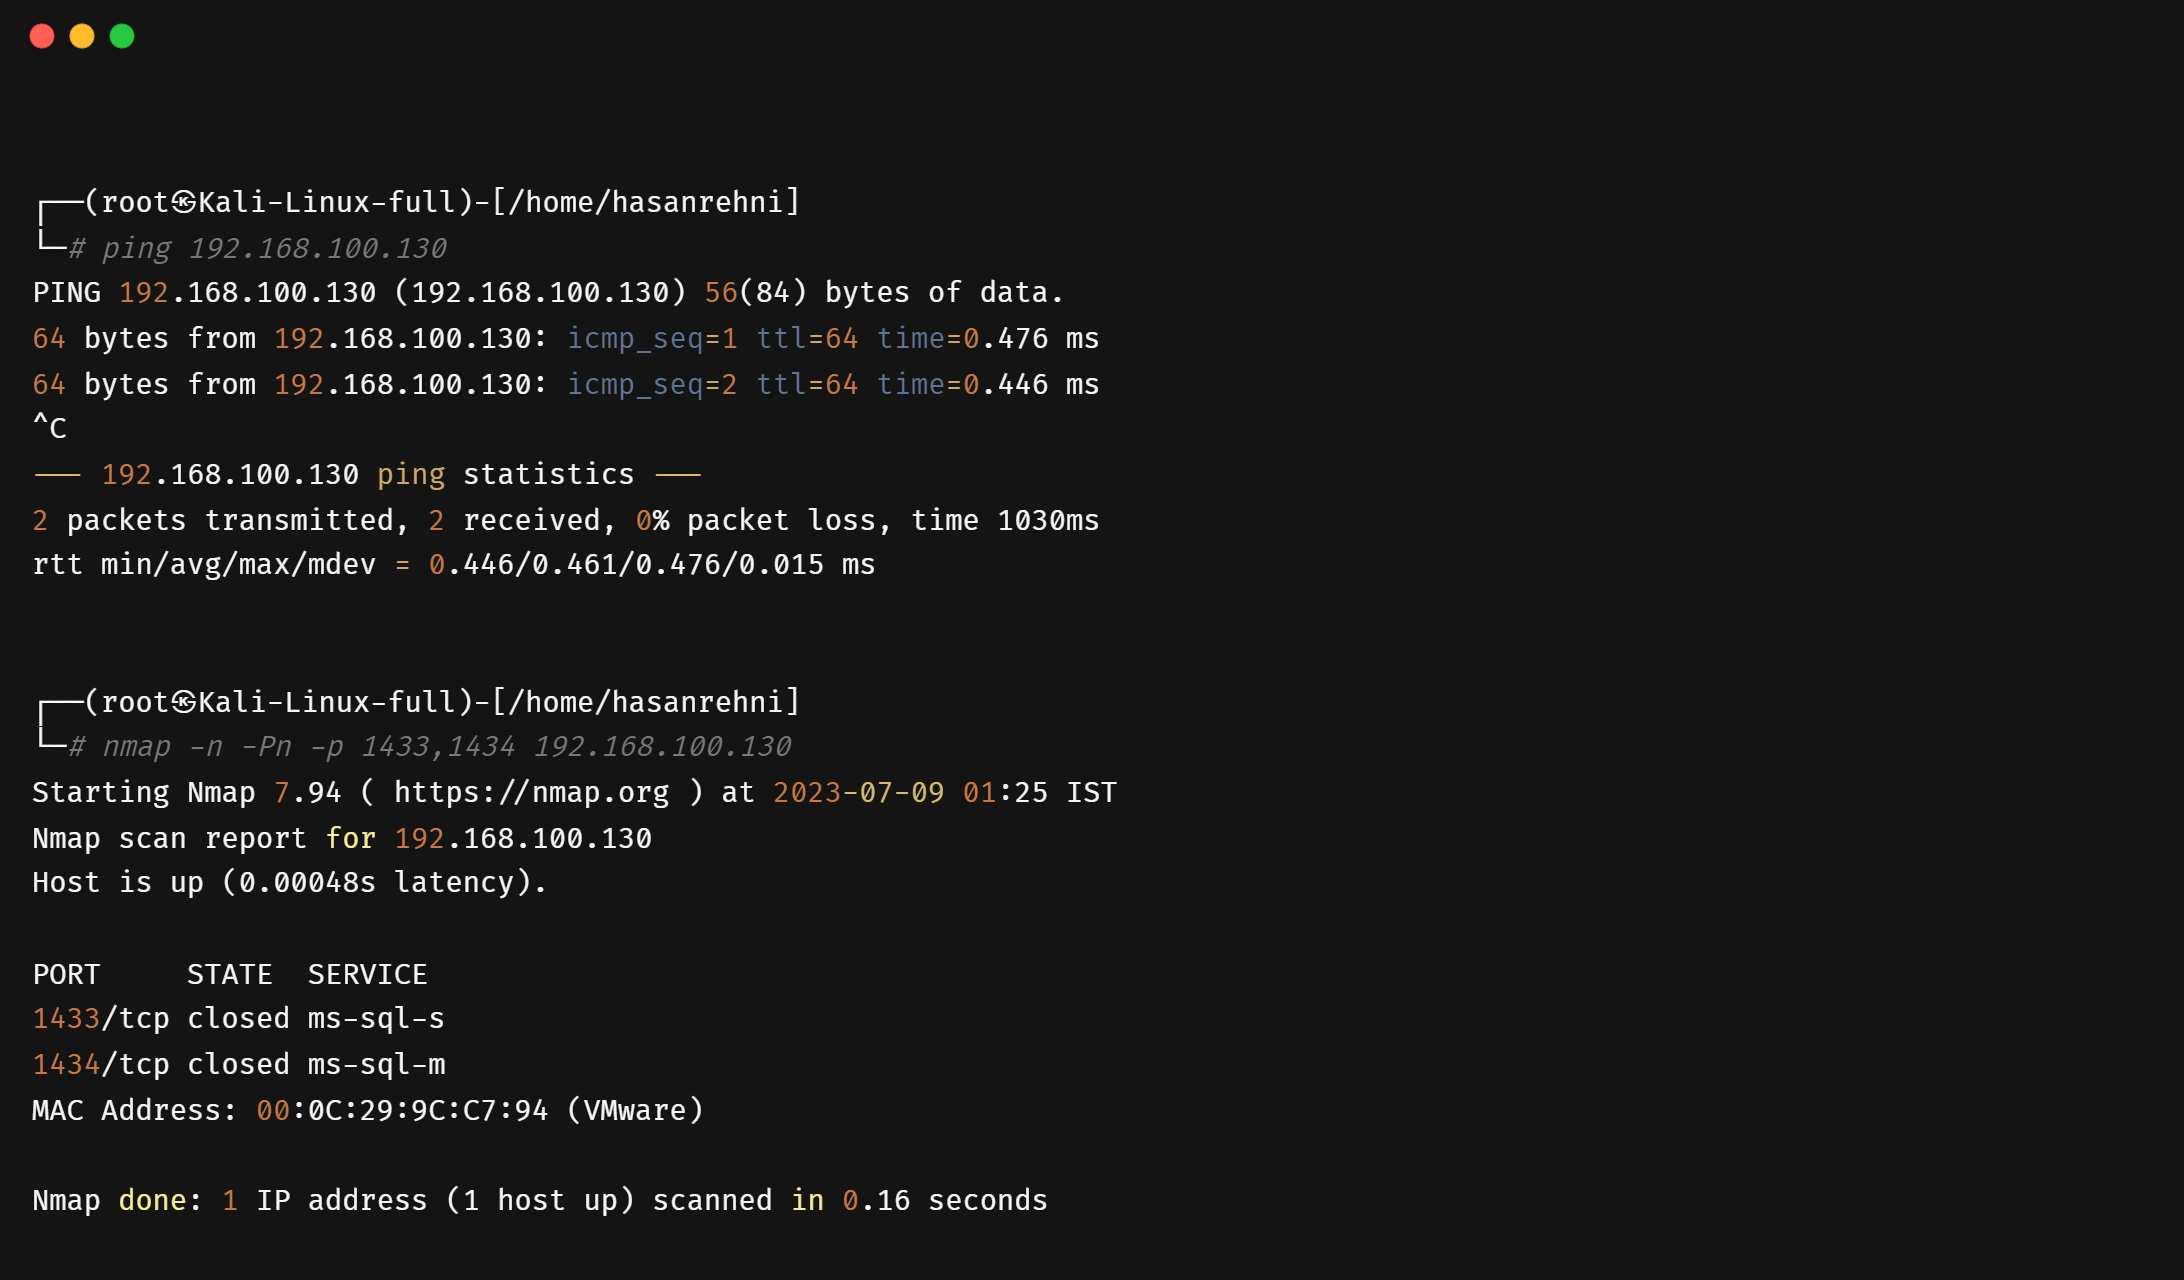 ┌──(root㉿Kali-Linux-full)-[/home/hasanrehni]
└─# ping 192.168.100.130
PING 192.168.100.130 (192.168.100.130) 56(84) bytes of data.
64 bytes from 192.168.100.130: icmp_seq=1 ttl=64 time=0.476 ms
64 bytes from 192.168.100.130: icmp_seq=2 ttl=64 time=0.446 ms
^C
--- 192.168.100.130 ping statistics ---
2 packets transmitted, 2 received, 0% packet loss, time 1030ms
rtt min/avg/max/mdev = 0.446/0.461/0.476/0.015 ms
┌──(root㉿Kali-Linux-full)-[/home/hasanrehni]
└─# nmap -n -Pn -p 1433,1434 192.168.100.130
Starting Nmap 7.94 ( https://nmap.org ) at 2023-07-09 01:25 IST
Nmap scan report for 192.168.100.130
Host is up (0.00048s latency).
PORT     STATE  SERVICE
1433/tcp closed ms-sql-s
1434/tcp closed ms-sql-m
MAC Address: 00:0C:29:9C:C7:94 (VMware)
Nmap done: 1 IP address (1 host up) scanned in 0.16 seconds